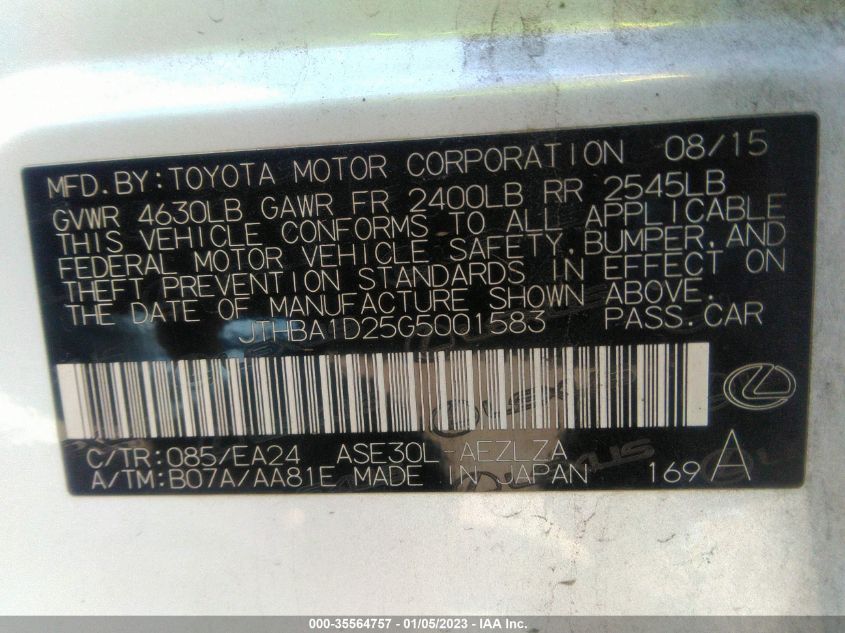 MFD. BY: TOYOTA MOTOR CORPORATION 08/15
GVWR 4630LB GAWR FR 2400LB RR 2545LB
THIS VEHICLE CONFORMS TO ALL APPLICABLE
FEDERAL MOTOR VEHICLE SAFETY, BUMPER, AND
THEFT PREVENTION STANDARDS IN EFFECT ON
THE DATE OF MANUFACTURE SHOWN ABOVE.
JTHBA1D25G5001583 PASS. CAR
C/TR: 085/EA24 ASE30L-AEZLZA
A/TM: B07A/AA81E MADE IN JAPAN 169 A
000-35564757 - 01/05/2023 - IAA Inc.